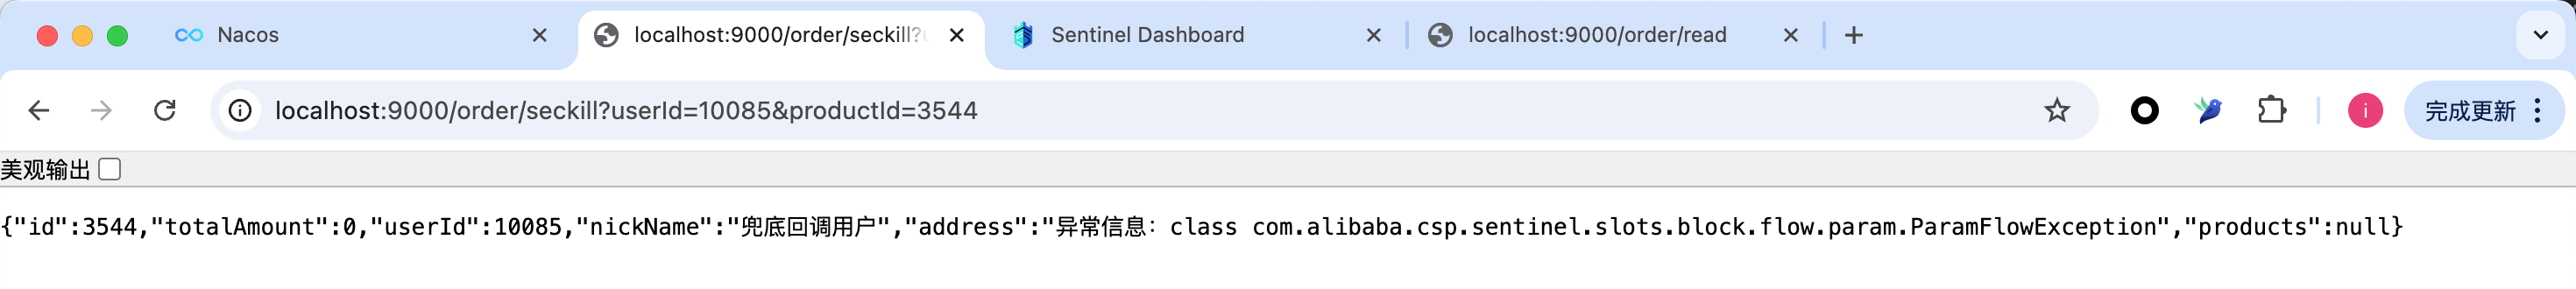 Nacos
localhost:9000/order/seckill?
Sentinel Dashboard
localhost:9000/order/read
localhost:9000/order/seckill?userId=10085&productId=3544
i
完成更新
美观输出
{"id":3544,"totalAmount":0,"userId":10085,"nickName":"兜底回调用户","address":"异常信息：class com.alibaba.csp.sentinel.slots.block.flow.param.ParamFlowException","products":null}